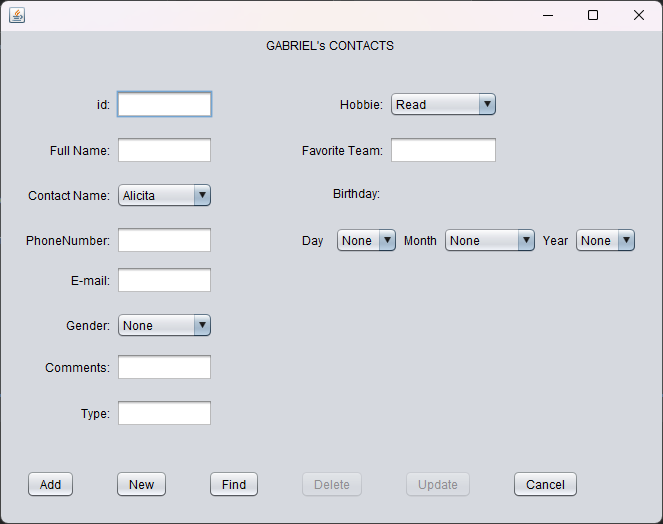 GABRIEL's CONTACTS
id: Hobbie: Read
Full Name: Favorite Team:
Contact Name: Alicita Birthday:
PhoneNumber: Day None Month None Year None
E-mail:
Gender: None
Comments:
Type:
Add New Find Delete Update Cancel